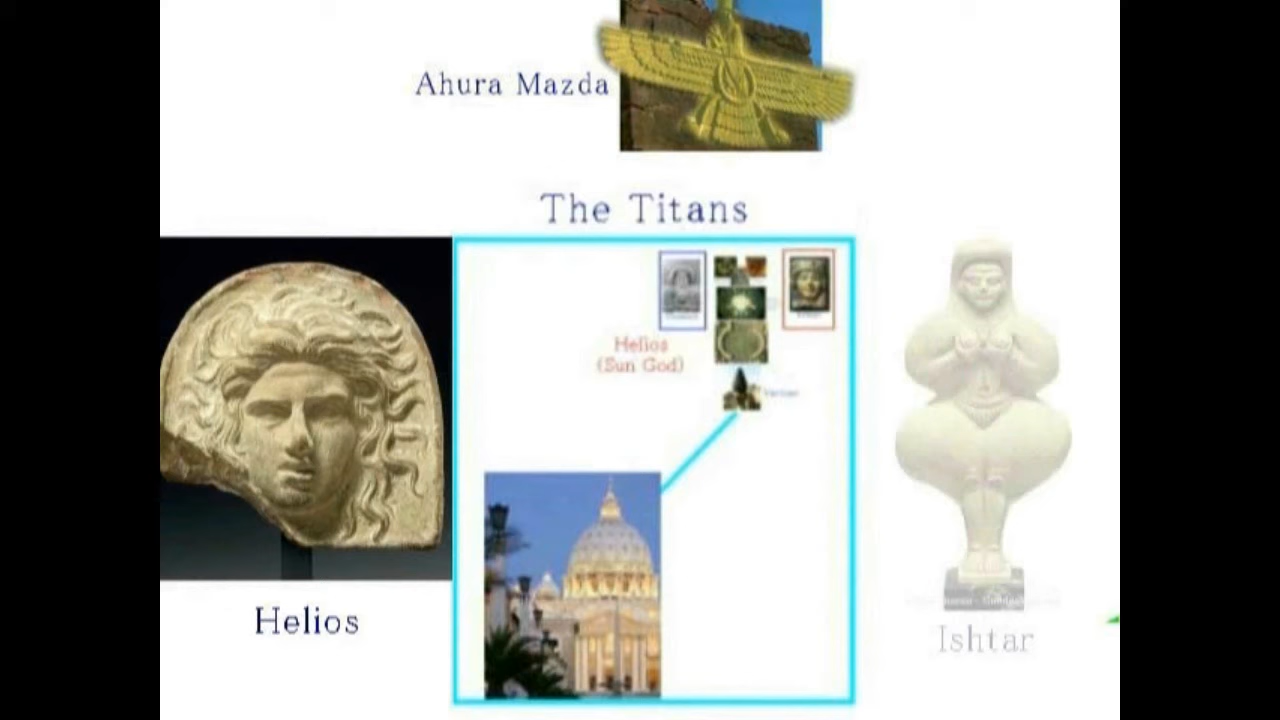 Ahura Mazda
The Titans
Helios
(Sun God)
Helios
Ishtar